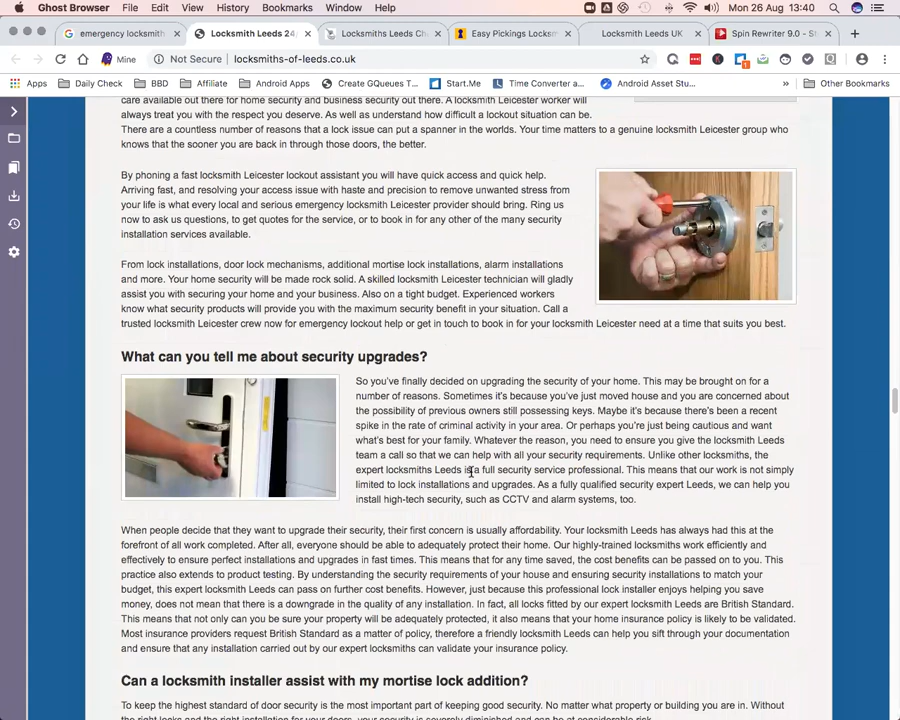 Ghost Browser File Edit View History Bookmarks Window Help Mon 26 Aug 13:40
emergency locksmith Locksmith Leeds 24 Locksmiths Leeds Ch Easy Pickings Locksm Locksmith Leeds UK Spin Rewriter 9.0 - S
Mine Not Secure locksmiths-of-leeds.co.uk
Apps Daily Check BBD Affiliate Android Apps Create GQueues T... Start.Me Time Converter a... Android Asset Stu... Other Bookmarks
care available out there for home security and business security out there. A locksmith Leicester worker will
always treat you with the respect you deserve. As well as understand how difficult a lockout situation can be.
There are a countless number of reasons that a lock issue can put a spanner in the worlds. Your time matters to a genuine locksmith Leicester group who
knows that the sooner you are back in through those doors, the better.
By phoning a fast locksmith Leicester lockout assistant you will have quick access and quick help.
Arriving fast, and resolving your access issue with haste and precision to remove unwanted stress from
your life is what every local and serious emergency locksmith Leicester provider should bring. Ring us
now to ask us questions, to get quotes for the service, or to book in for any other of the many security
installation services available.
From lock installations, door lock mechanisms, additional mortise lock installations, alarm installations
and more. Your home security will be made rock solid. A skilled locksmith Leicester technician will gladly
assist you with securing your home and your business. Also on a tight budget. Experienced workers
know what security products will provide you with the maximum security benefit in your situation. Call a
trusted locksmith Leicester crew now for emergency lockout help or get in touch to book in for your locksmith Leicester need at a time that suits you best.
What can you tell me about security upgrades?
So you've finally decided on upgrading the security of your home. This may be brought on for a
number of reasons. Sometimes it's because you've just moved house and you are concerned about
the possibility of previous owners still possessing keys. Maybe it's because there's been a recent
spike in the rate of criminal activity in your area. Or perhaps you're just being cautious and want
what's best for your family. Whatever the reason, you need to ensure you give the locksmith Leeds
team a call so that we can help with all your security requirements. Unlike other locksmiths, the
expert locksmiths Leeds is a full security service professional. This means that our work is not simply
limited to lock installations and upgrades. As a fully qualified security expert Leeds, we can help you
install high-tech security, such as CCTV and alarm systems, too.
When people decide that they want to upgrade their security, their first concern is usually affordability. Your locksmith Leeds has always had this at the
forefront of all work completed. After all, everyone should be able to adequately protect their home. Our highly-trained locksmiths work efficiently and
effectively to ensure perfect installations and upgrades in fast times. This means that for any time saved, the cost benefits can be passed on to you. This
practice also extends to product testing. By understanding the security requirements of your house and ensuring security installations to match your
budget, this expert locksmith Leeds can pass on further cost benefits. However, just because this professional lock installer enjoys helping you save
money, does not mean that there is a downgrade in the quality of any installation. In fact, all locks fitted by our expert locksmith Leeds are British Standard.
This means that not only can you be sure your property will be adequately protected, it also means that your home insurance policy is likely to be validated.
Most insurance providers request British Standard as a matter of policy, therefore a friendly locksmith Leeds can help you sift through your documentation
and ensure that any installation carried out by our expert locksmiths can validate your insurance policy.
Can a locksmith installer assist with my mortise lock addition?
To keep the highest standard of door security is the most important part of keeping good security. No matter what property or building you are in. Without
the right locks and the right installation for your doors, your security is severely diminished and can be at considerable risk.